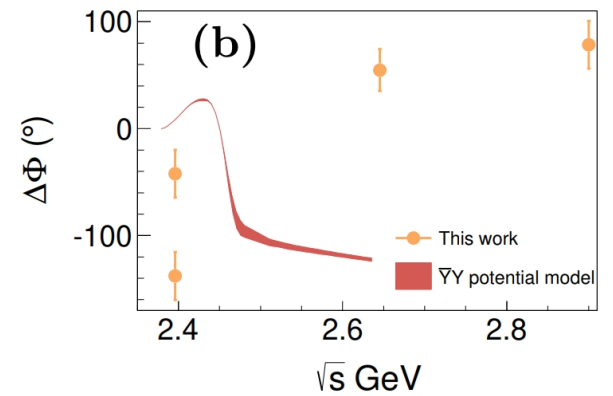 (b)
100
0
-100
ΔΦ (°)
This work
ȲY potential model
2.4
2.6
2.8
√s GeV